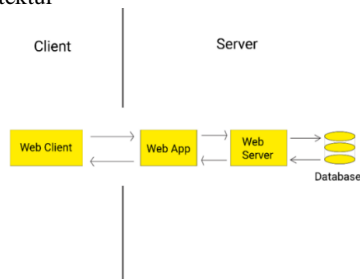 Client
Server
Web Client
Web App
Web
Server
Database